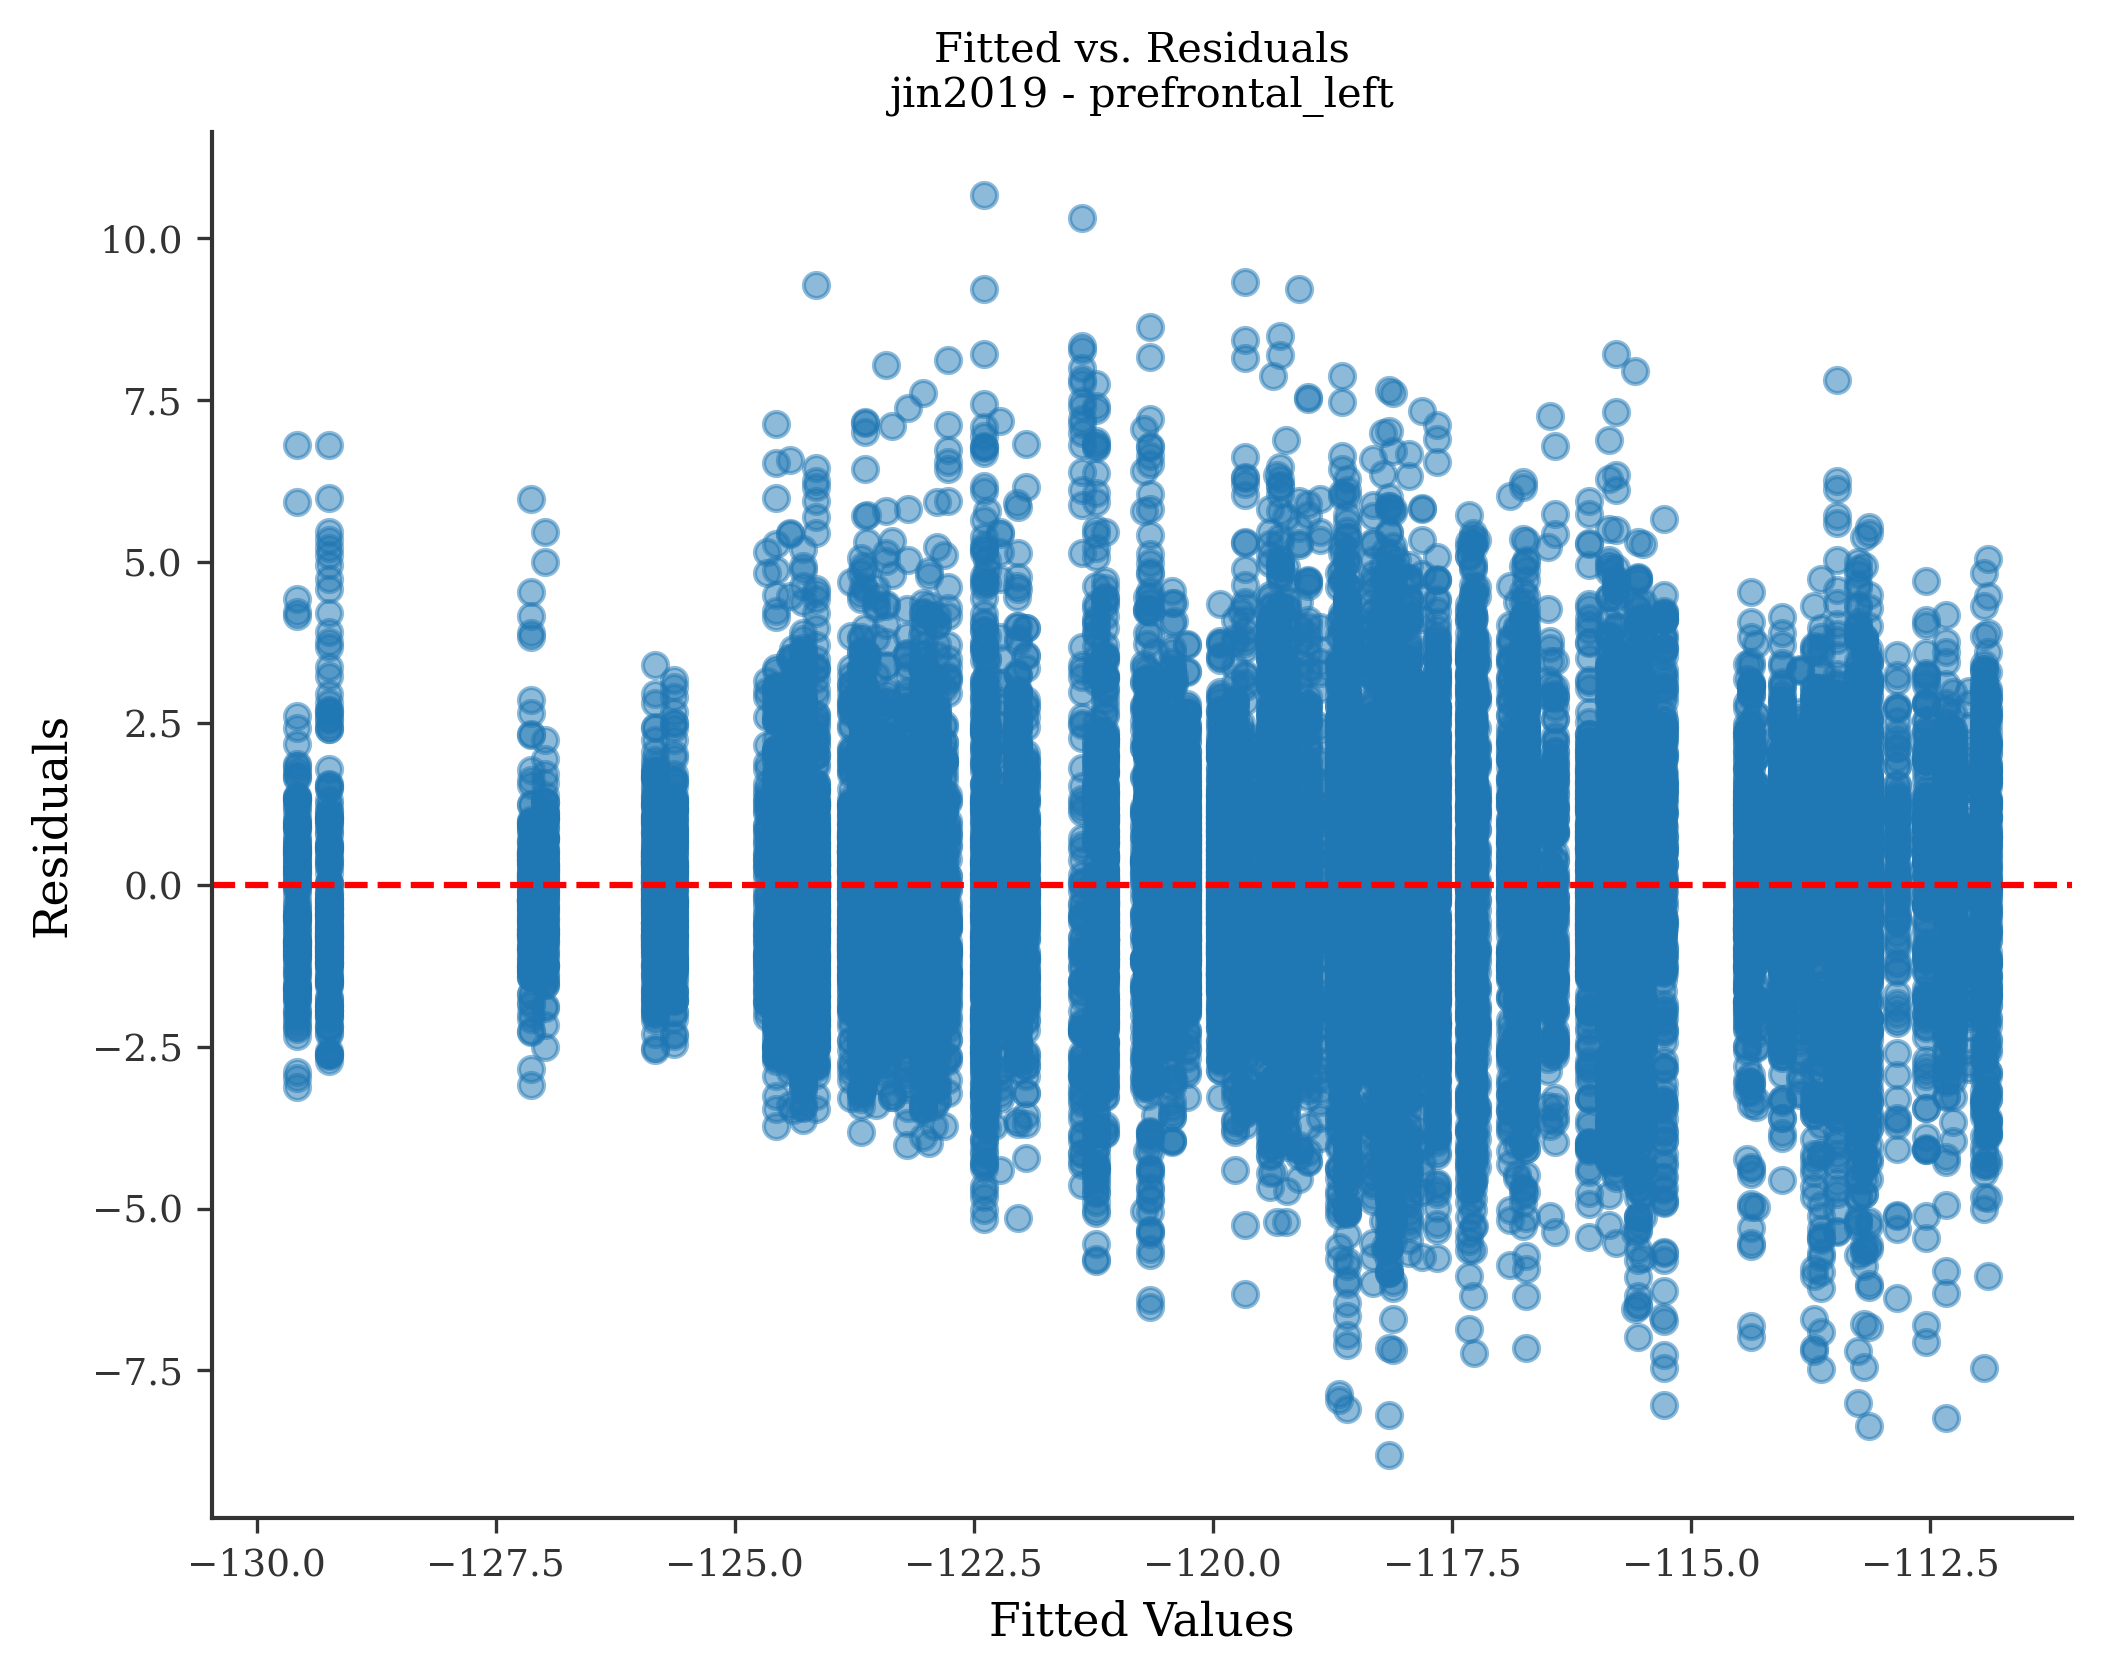 Fitted vs. Residuals
jin2019 - prefrontal_left
10.0
7.5
5.0
2.5
0.0
−2.5
−5.0
−7.5
Residuals
−130.0 −127.5 −125.0 −122.5 −120.0 −117.5 −115.0 −112.5
Fitted Values